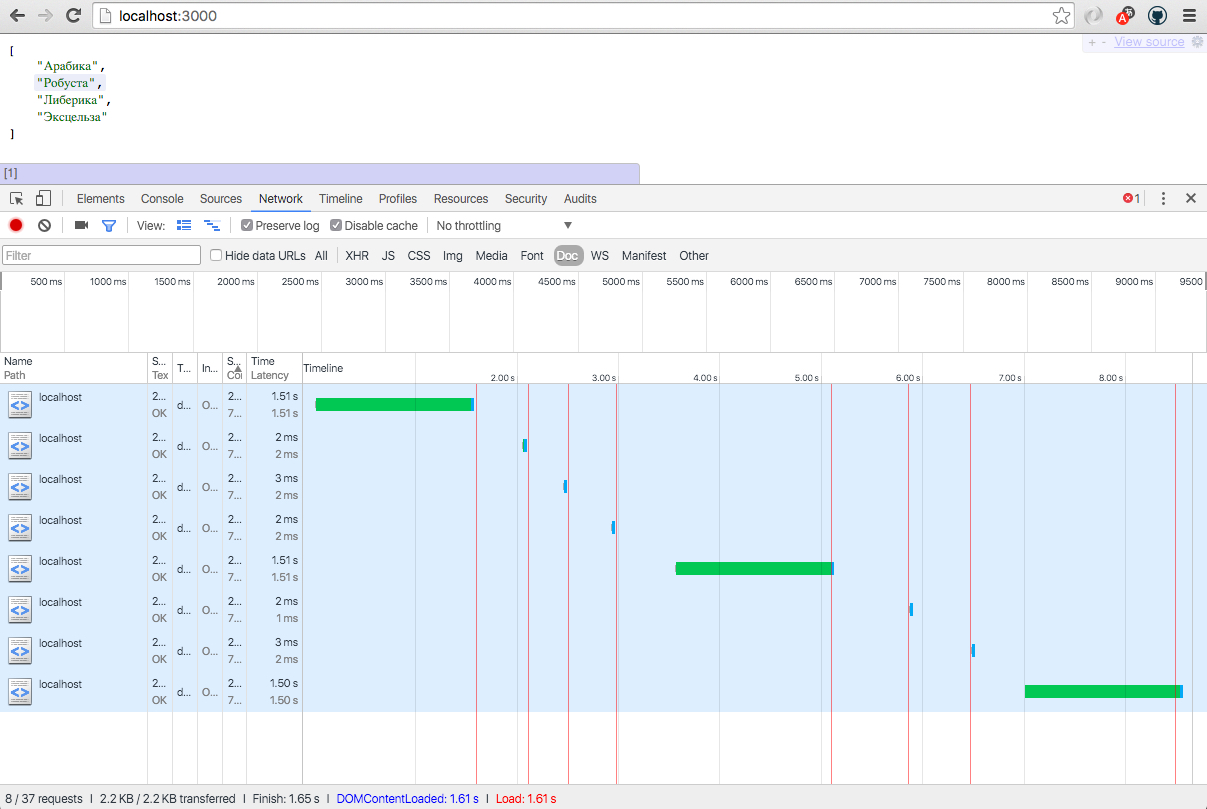 localhost:3000
+ - View source
[
"Арабика",
"Робуста",
"Либерика",
"Эксцельза"
]
[1]
Elements Console Sources Network Timeline Profiles Resources Security Audits 1
View: Preserve log Disable cache No throttling
Filter Hide data URLs All XHR JS CSS Img Media Font Doc WS Manifest Other
500 ms 1000 ms 1500 ms 2000 ms 2500 ms 3000 ms 3500 ms 4000 ms 4500 ms 5000 ms 5500 ms 6000 ms 6500 ms 7000 ms 7500 ms 8000 ms 8500 ms 9000 ms 9500
Name S... T... In... S... Time Timeline
Path Tex Latency 2.00 s 3.00 s 4.00 s 5.00 s 6.00 s 7.00 s 8.00 s
localhost 2... d... O... 2... 1.51 s
OK 7... 1.51 s
localhost 2... d... O... 2... 2 ms
OK 7... 2 ms
localhost 2... d... O... 2... 3 ms
OK 7... 2 ms
localhost 2... d... O... 2... 2 ms
OK 7... 2 ms
localhost 2... d... O... 2... 1.51 s
OK 7... 1.51 s
localhost 2... d... O... 2... 2 ms
OK 7... 1 ms
localhost 2... d... O... 2... 3 ms
OK 7... 2 ms
localhost 2... d... O... 2... 1.50 s
OK 7... 1.50 s
8 / 37 requests | 2.2 KB / 2.2 KB transferred | Finish: 1.65 s | DOMContentLoaded: 1.61 s | Load: 1.61 s